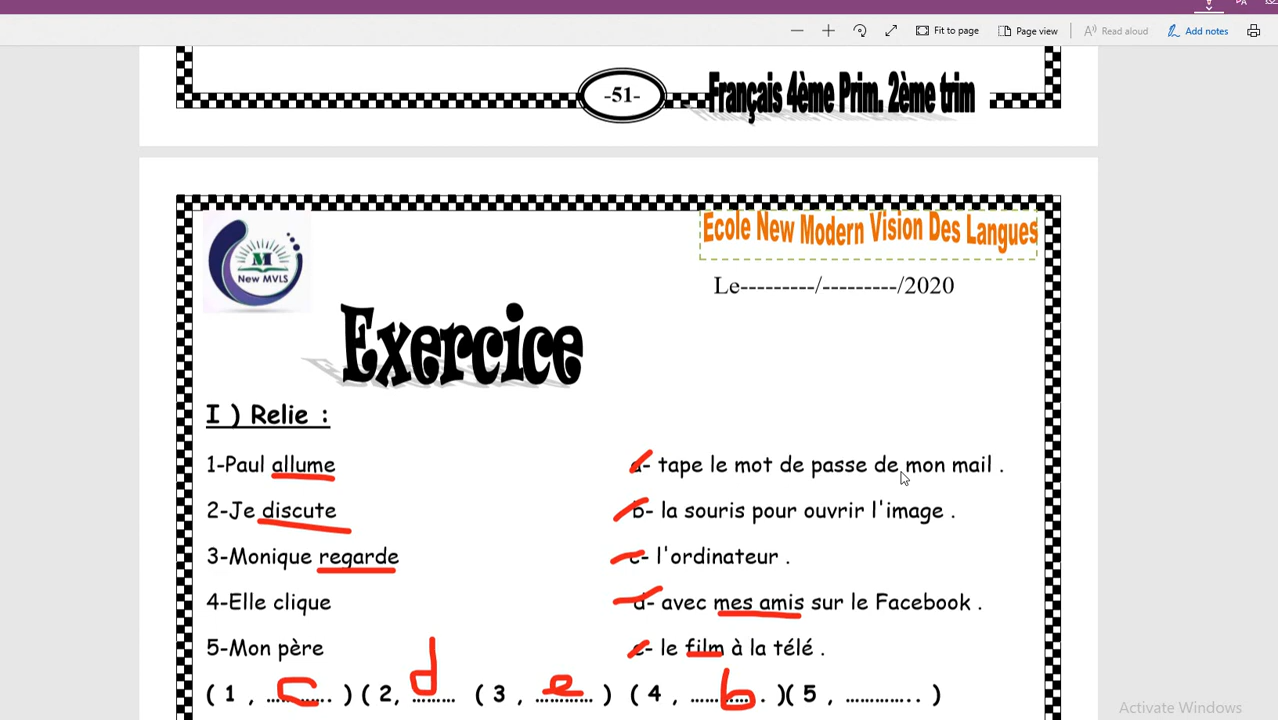 Fit to page
Page view
Read aloud
Add notes
-51-
Français 4ème Prim. 2ème trim
M
New MVLS
Ecole New Modern Vision Des Langues
Le---------/---------/2020
Exercice
I ) Relie :
1-Paul allume
a- tape le mot de passe de mon mail .
2-Je discute
b- la souris pour ouvrir l'image .
3-Monique regarde
c- l'ordinateur .
4-Elle clique
d- avec mes amis sur le Facebook .
5-Mon père
e- le film à la télé .
( 1 , ....c....... ) ( 2, ...d...... ( 3 , ....e........ ) ( 4 , .....b...... . )( 5 , ............. . )
Activate Windows